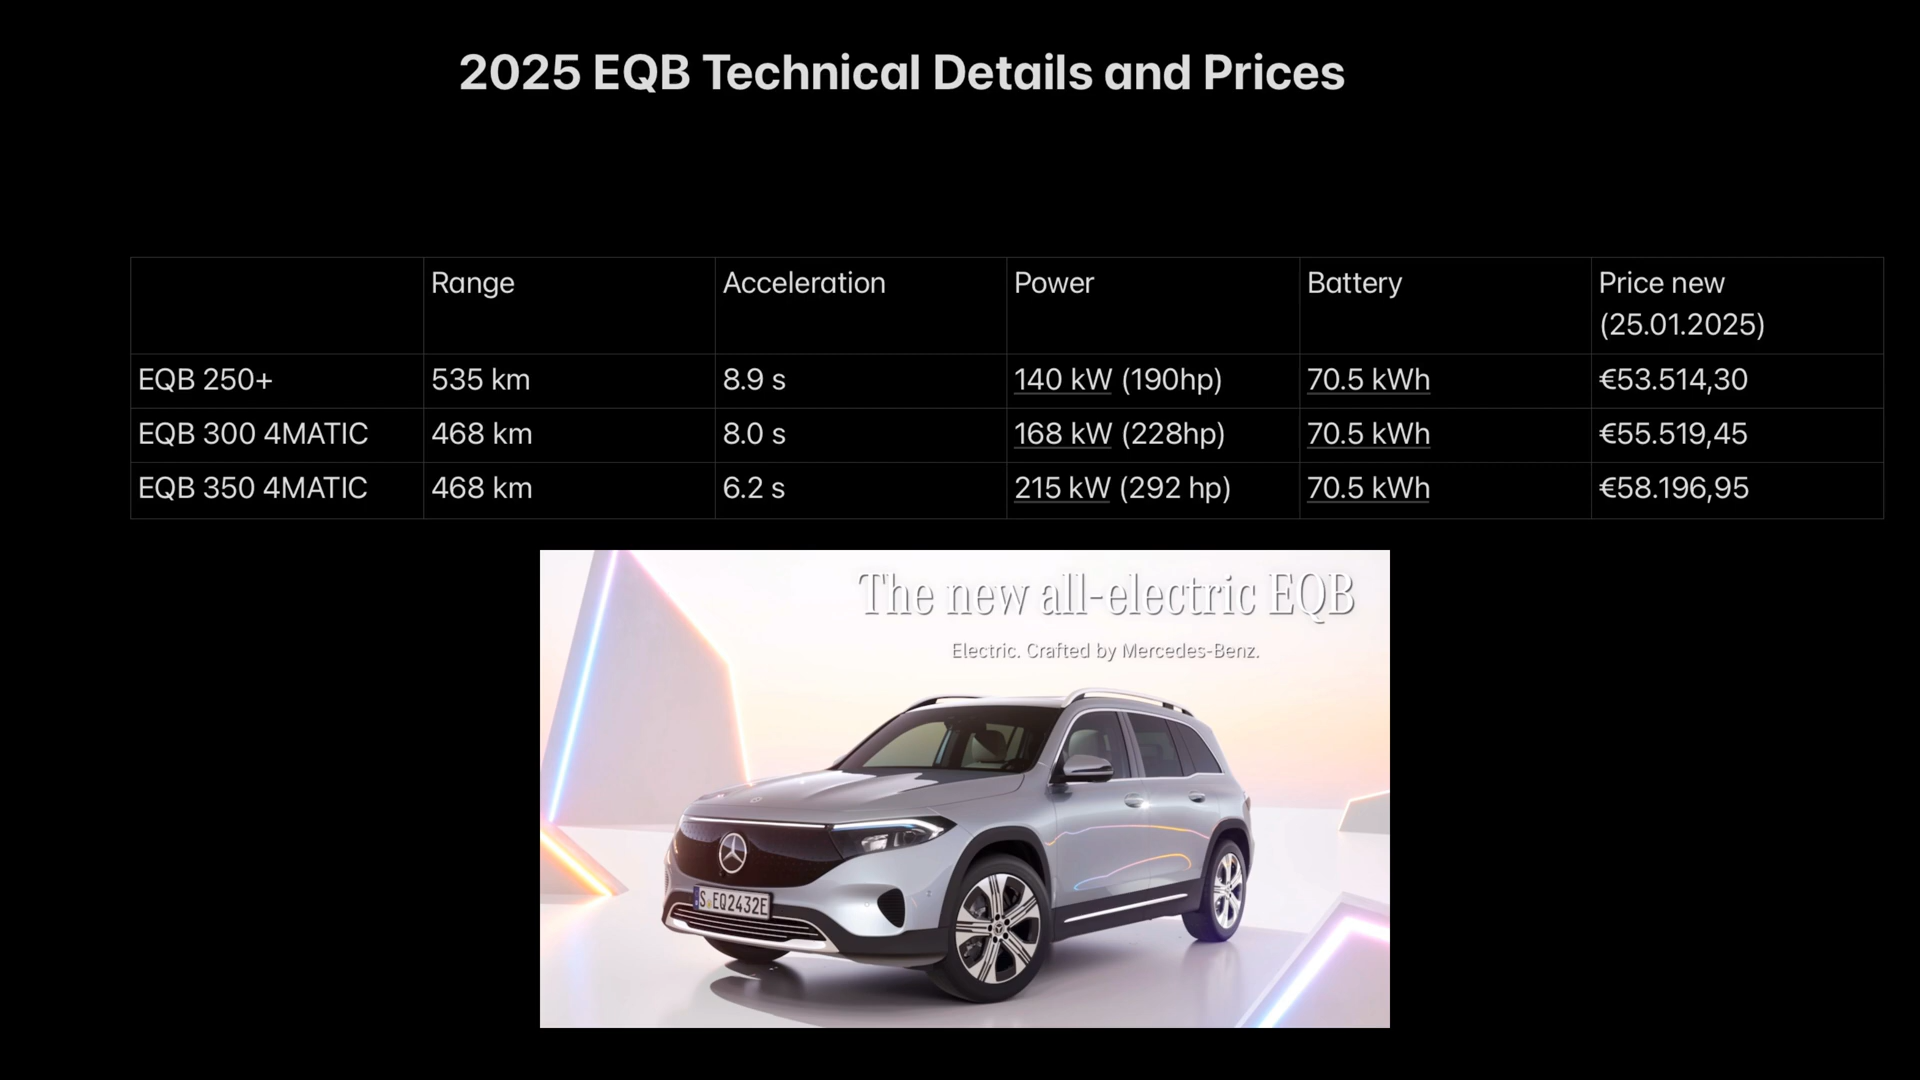 2025 EQB Technical Details and Prices
Range Acceleration Power Battery Price new
(25.01.2025)
EQB 250+ 535 km 8.9 s 140 kW (190hp) 70.5 kWh €53.514,30
EQB 300 4MATIC 468 km 8.0 s 168 kW (228hp) 70.5 kWh €55.519,45
EQB 350 4MATIC 468 km 6.2 s 215 kW (292 hp) 70.5 kWh €58.196,95
The new all-electric EQB
Electric. Crafted by Mercedes-Benz.
S EQ2432E